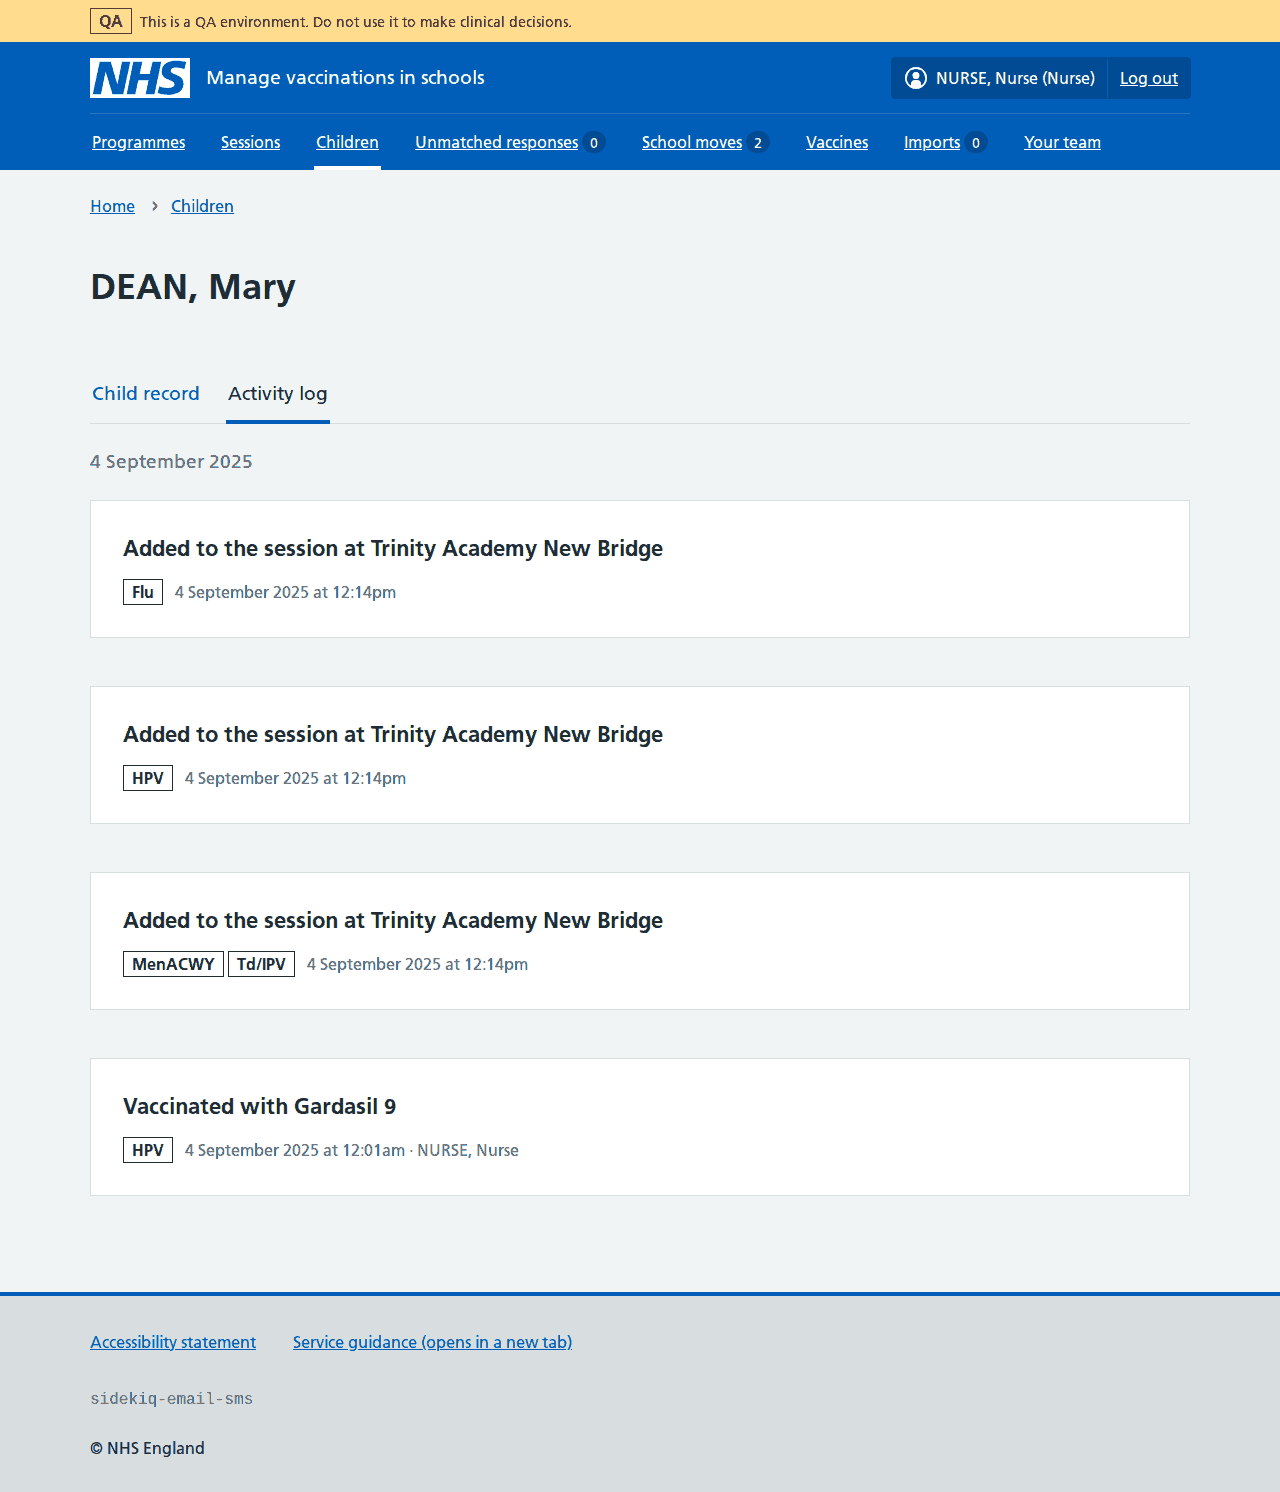 QA This is a QA environment. Do not use it to make clinical decisions.
NHS Manage vaccinations in schools NURSE, Nurse (Nurse) Log out
Programmes Sessions Children Unmatched responses 0 School moves 2 Vaccines Imports 0 Your team
Home › Children
DEAN, Mary
Child record Activity log
4 September 2025
Added to the session at Trinity Academy New Bridge
Flu 4 September 2025 at 12:14pm
Added to the session at Trinity Academy New Bridge
HPV 4 September 2025 at 12:14pm
Added to the session at Trinity Academy New Bridge
MenACWY Td/IPV 4 September 2025 at 12:14pm
Vaccinated with Gardasil 9
HPV 4 September 2025 at 12:01am · NURSE, Nurse
Accessibility statement Service guidance (opens in a new tab)
sidekiq-email-sms
© NHS England